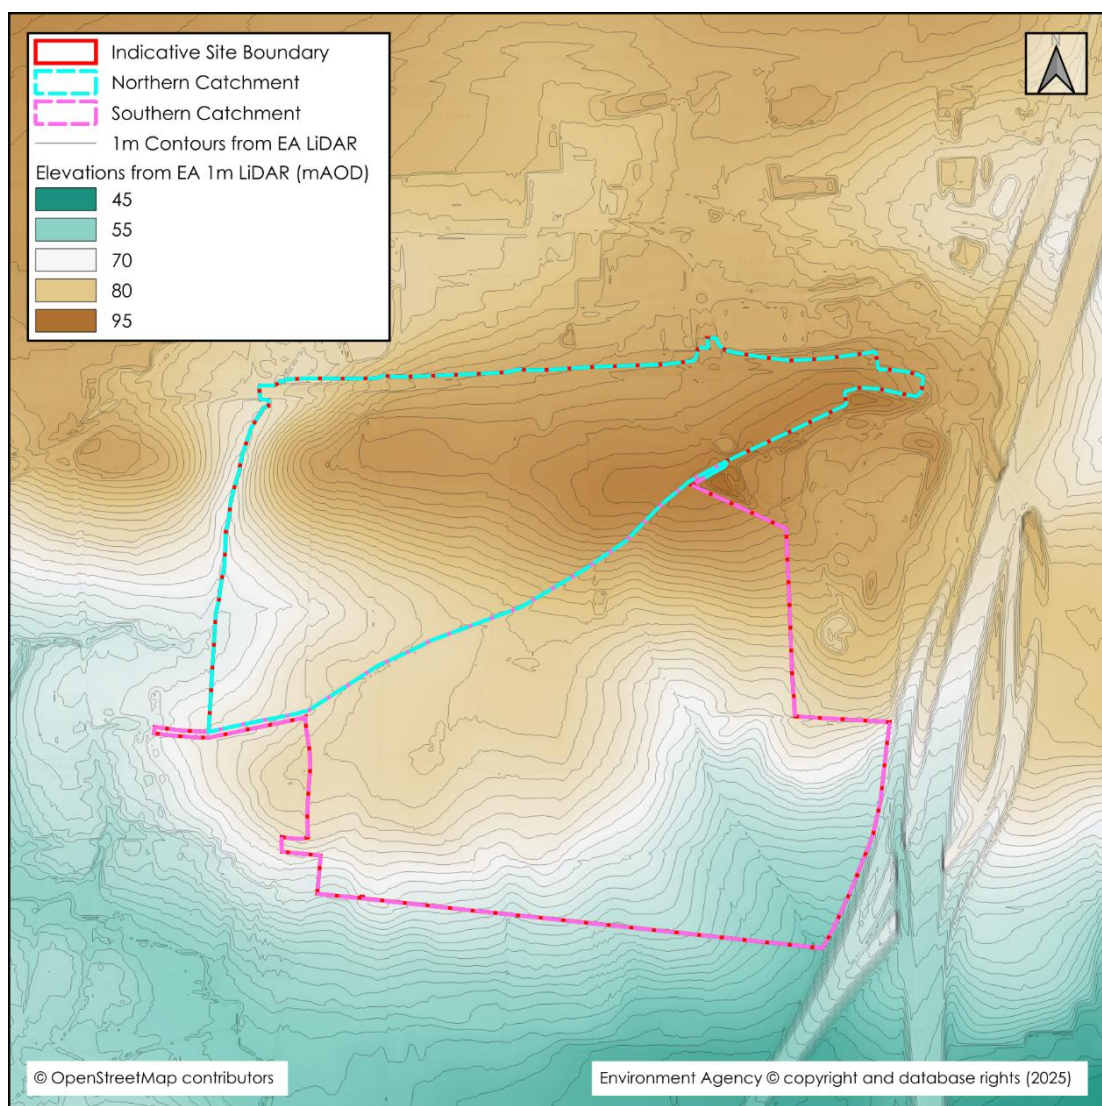 N
Indicative Site Boundary
Northern Catchment
Southern Catchment
1m Contours from EA LiDAR
Elevations from EA 1m LiDAR (mAOD)
45
55
70
80
95
© OpenStreetMap contributors
Environment Agency © copyright and database rights (2025)